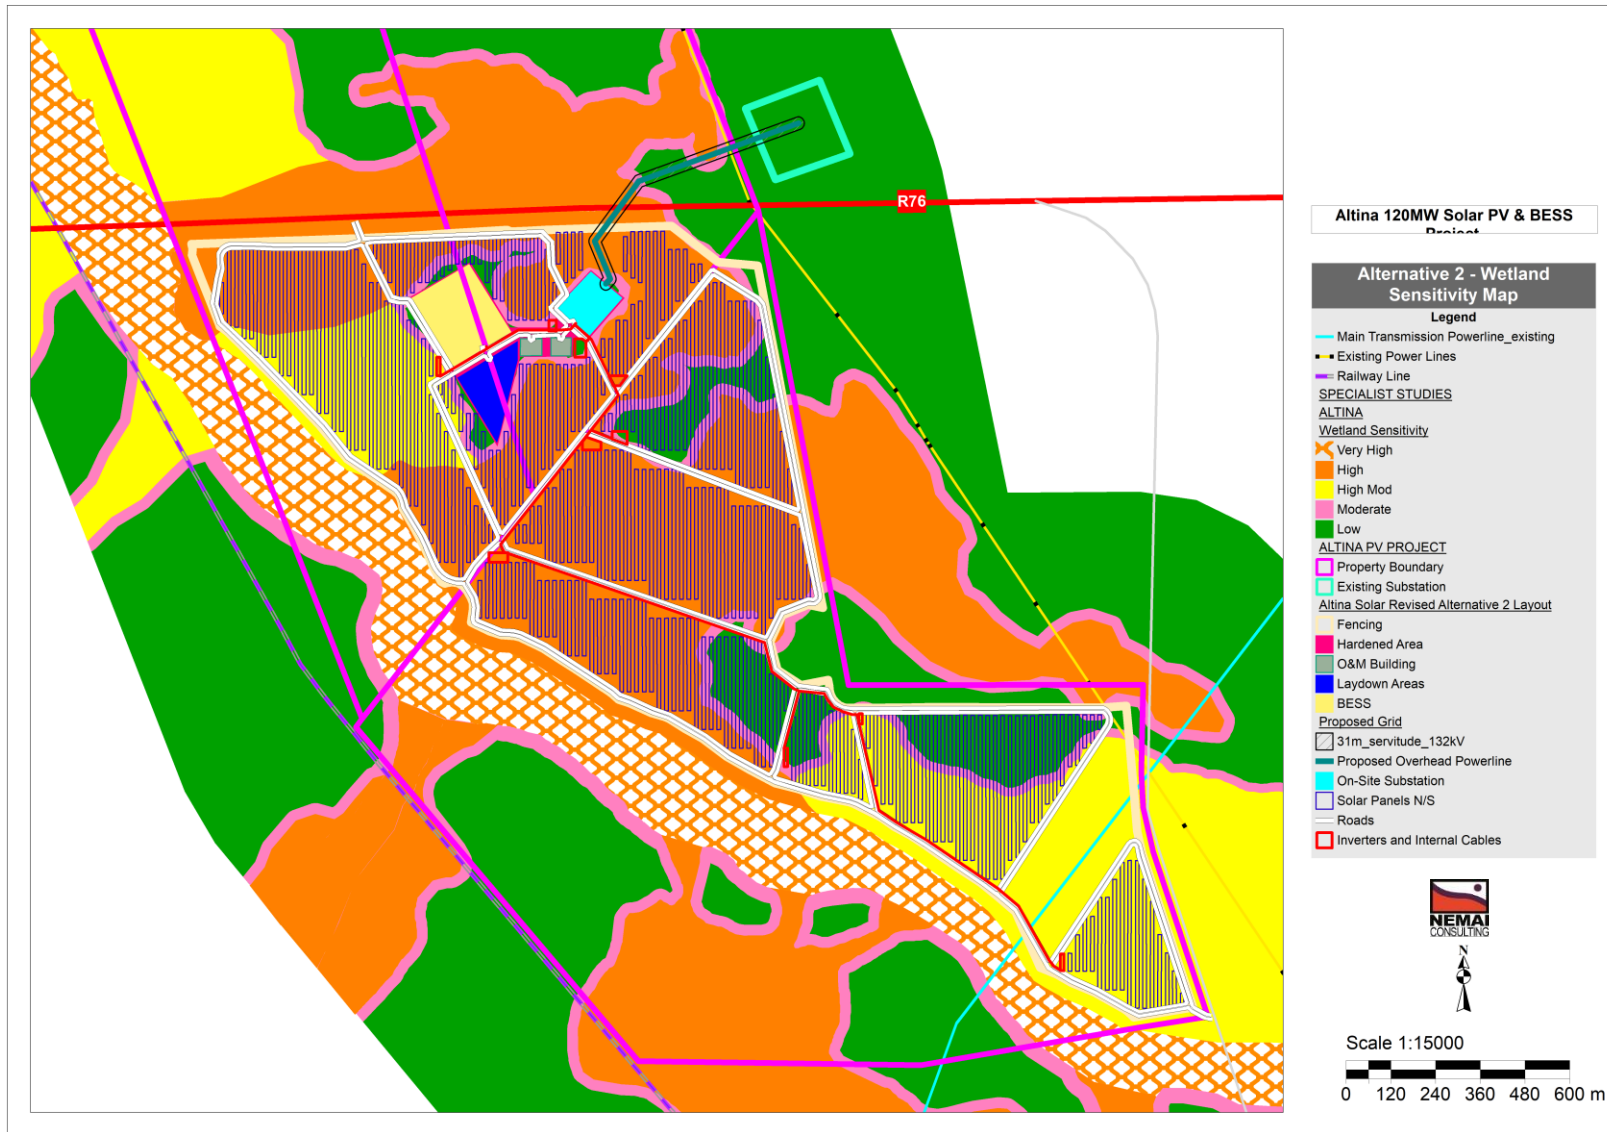 R76
Altina 120MW Solar PV & BESS
Project
Alternative 2 - Wetland
Sensitivity Map
Legend
Main Transmission Powerline_existing
Existing Power Lines
Railway Line
SPECIALIST STUDIES
ALTINA
Wetland Sensitivity
Very High
High
High Mod
Moderate
Low
ALTINA PV PROJECT
Property Boundary
Existing Substation
Altina Solar Revised Alternative 2 Layout
Fencing
Hardened Area
O&M Building
Laydown Areas
BESS
Proposed Grid
31m_servitude_132kV
Proposed Overhead Powerline
On-Site Substation
Solar Panels N/S
Roads
Inverters and Internal Cables
NEMAI
CONSULTING
N
Scale 1:15000
0 120 240 360 480 600 m